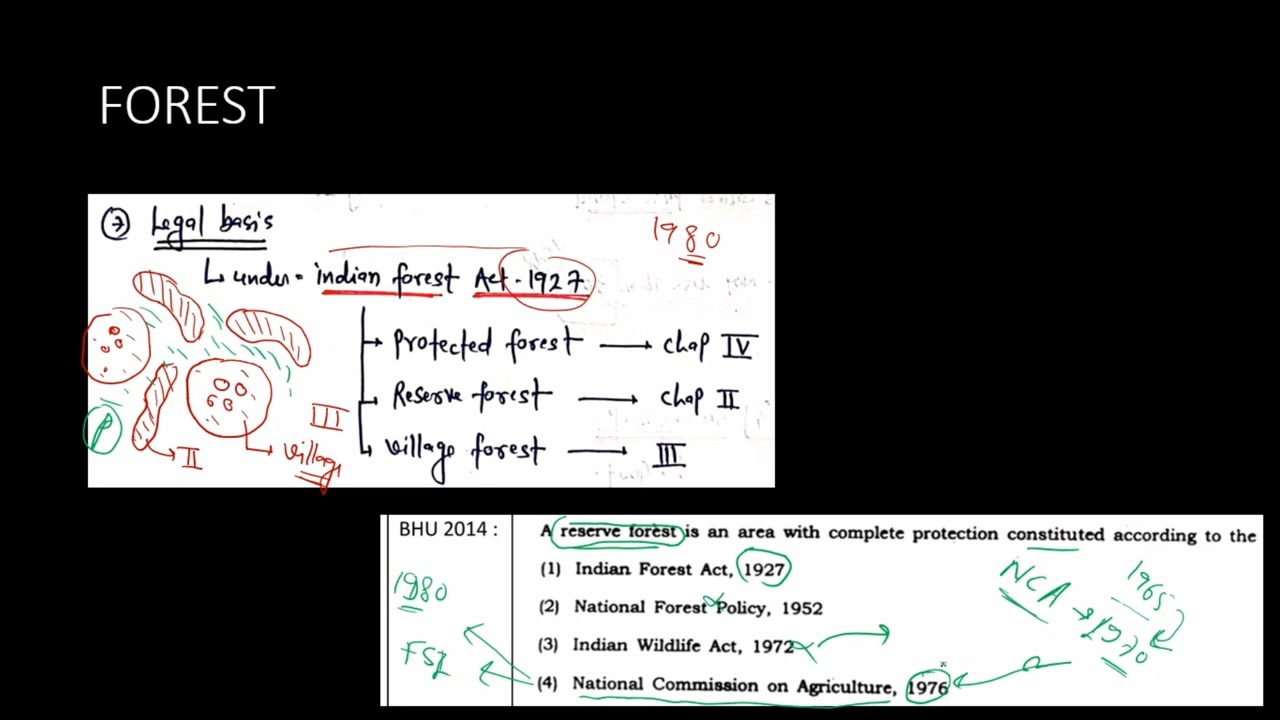 FOREST
⑦ Legal basis
1980
↳ under - indian forest Act - 1927
→ Protected forest → chap IV
→ Reserve forest → chap II
III
↳ village forest → III
P
→ II
village
BHU 2014 :
A reserve forest is an area with complete protection constituted according to the
(1) Indian Forest Act, 1927
(2) National Forest Policy, 1952
(3) Indian Wildlife Act, 1972
(4) National Commission on Agriculture, 1976
1980
FSI
NCA → 1970
1965